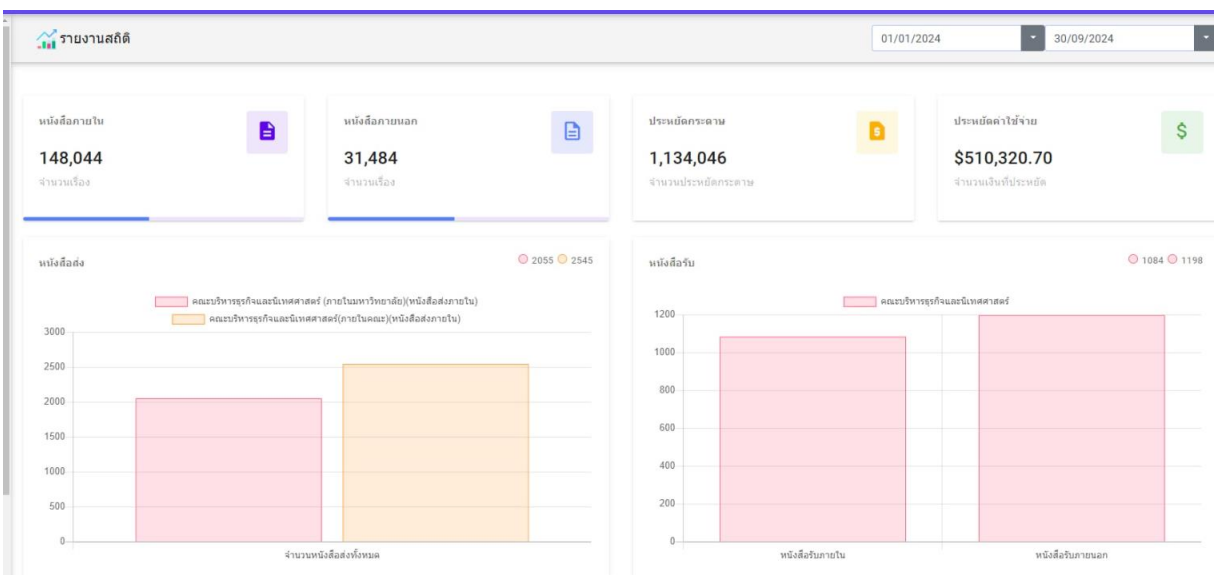 รายงานสถิติ
01/01/2024
30/09/2024
หนังสือภายใน
148,044
จำนวนเรื่อง
หนังสือภายนอก
31,484
จำนวนเรื่อง
ประหยัดกระดาษ
1,134,046
จำนวนประหยัดกระดาษ
ประหยัดค่าใช้จ่าย
$510,320.70
จำนวนเงินที่ประหยัด
หนังสือส่ง
2055 2545
คณะบริหารธุรกิจและนิเทศศาสตร์ (ภายในมหาวิทยาลัย)(หนังสือส่งภายใน)
คณะบริหารธุรกิจและนิเทศศาสตร์(ภายในคณะ)(หนังสือส่งภายใน)
3000
2500
2000
1500
1000
500
0
จำนวนหนังสือส่งทั้งหมด
หนังสือรับ
1084 1198
คณะบริหารธุรกิจและนิเทศศาสตร์
1200
1000
800
600
400
200
0
หนังสือรับภายใน
หนังสือรับภายนอก